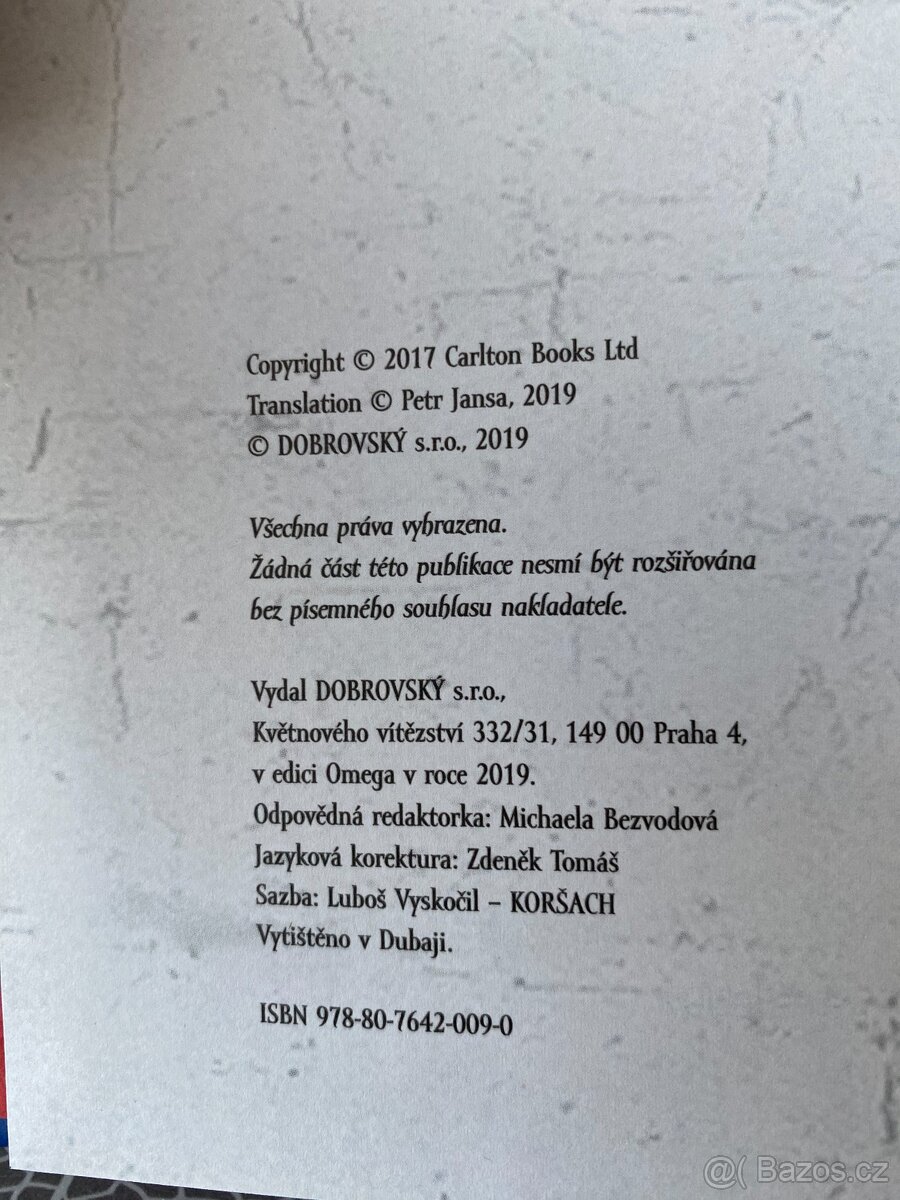 Copyright © 2017 Carlton Books Ltd
Translation © Petr Jansa, 2019
© DOBROVSKÝ s.r.o., 2019
Všechna práva vyhrazena.
Žádná část této publikace nesmí být rozšiřována
bez písemného souhlasu nakladatele.
Vydal DOBROVSKÝ s.r.o.,
Květnového vítězství 332/31, 149 00 Praha 4,
v edici Omega v roce 2019.
Odpovědná redaktorka: Michaela Bezvodová
Jazyková korektura: Zdeněk Tomáš
Sazba: Luboš Vyskočil – KORŠACH
Vytištěno v Dubaji.
ISBN 978-80-7642-009-0
@( Bazos.cz